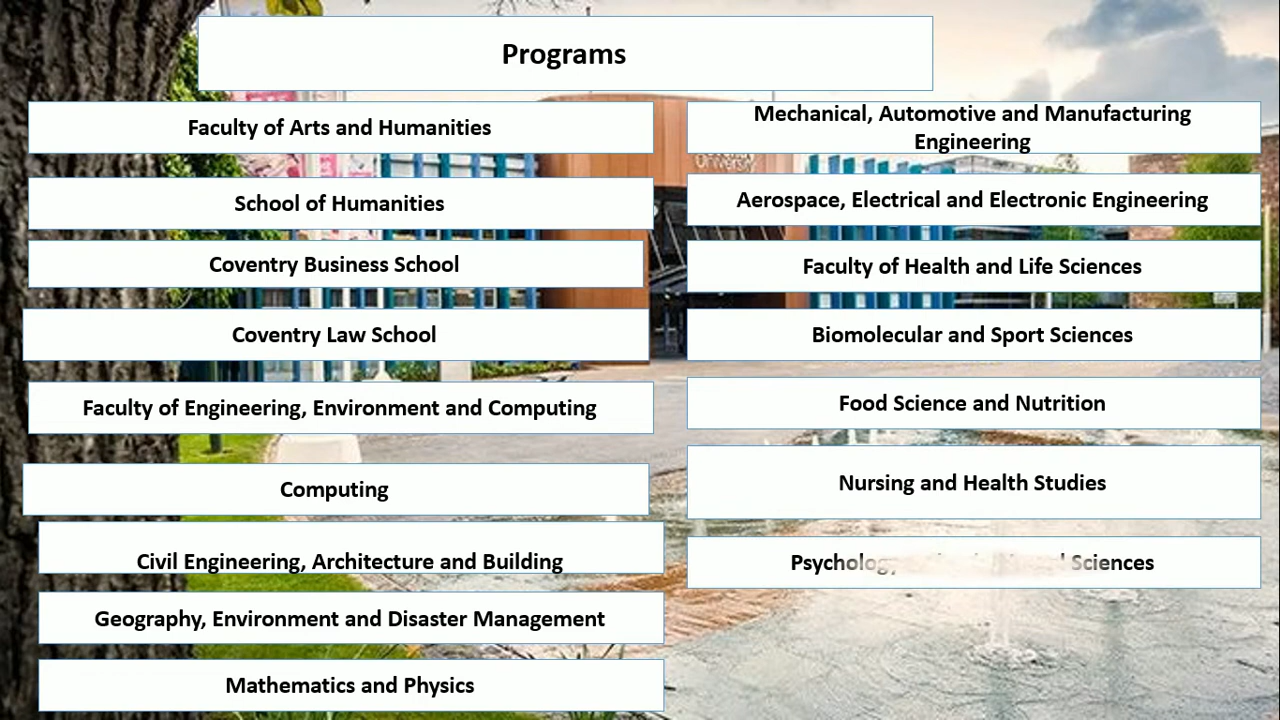 Programs
Faculty of Arts and Humanities
School of Humanities
Coventry Business School
Coventry Law School
Faculty of Engineering, Environment and Computing
Computing
Civil Engineering, Architecture and Building
Geography, Environment and Disaster Management
Mathematics and Physics
Mechanical, Automotive and Manufacturing
Engineering
Aerospace, Electrical and Electronic Engineering
Faculty of Health and Life Sciences
Biomolecular and Sport Sciences
Food Science and Nutrition
Nursing and Health Studies
Sciences
University